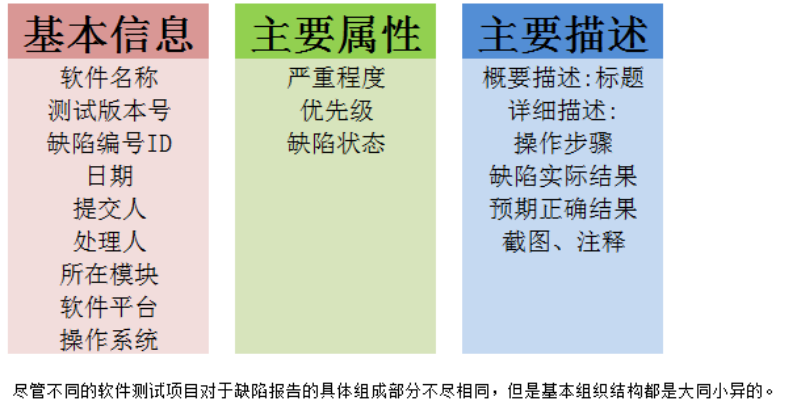 基本信息
软件名称
测试版本号
缺陷编号ID
日期
提交人
处理人
所在模块
软件平台
操作系统
主要属性
严重程度
优先级
缺陷状态
主要描述
概要描述:标题
详细描述:
操作步骤
缺陷实际结果
预期正确结果
截图、注释
尽管不同的软件测试项目对于缺陷报告的具体组成部分不尽相同，但是基本组织结构都是大同小异的。